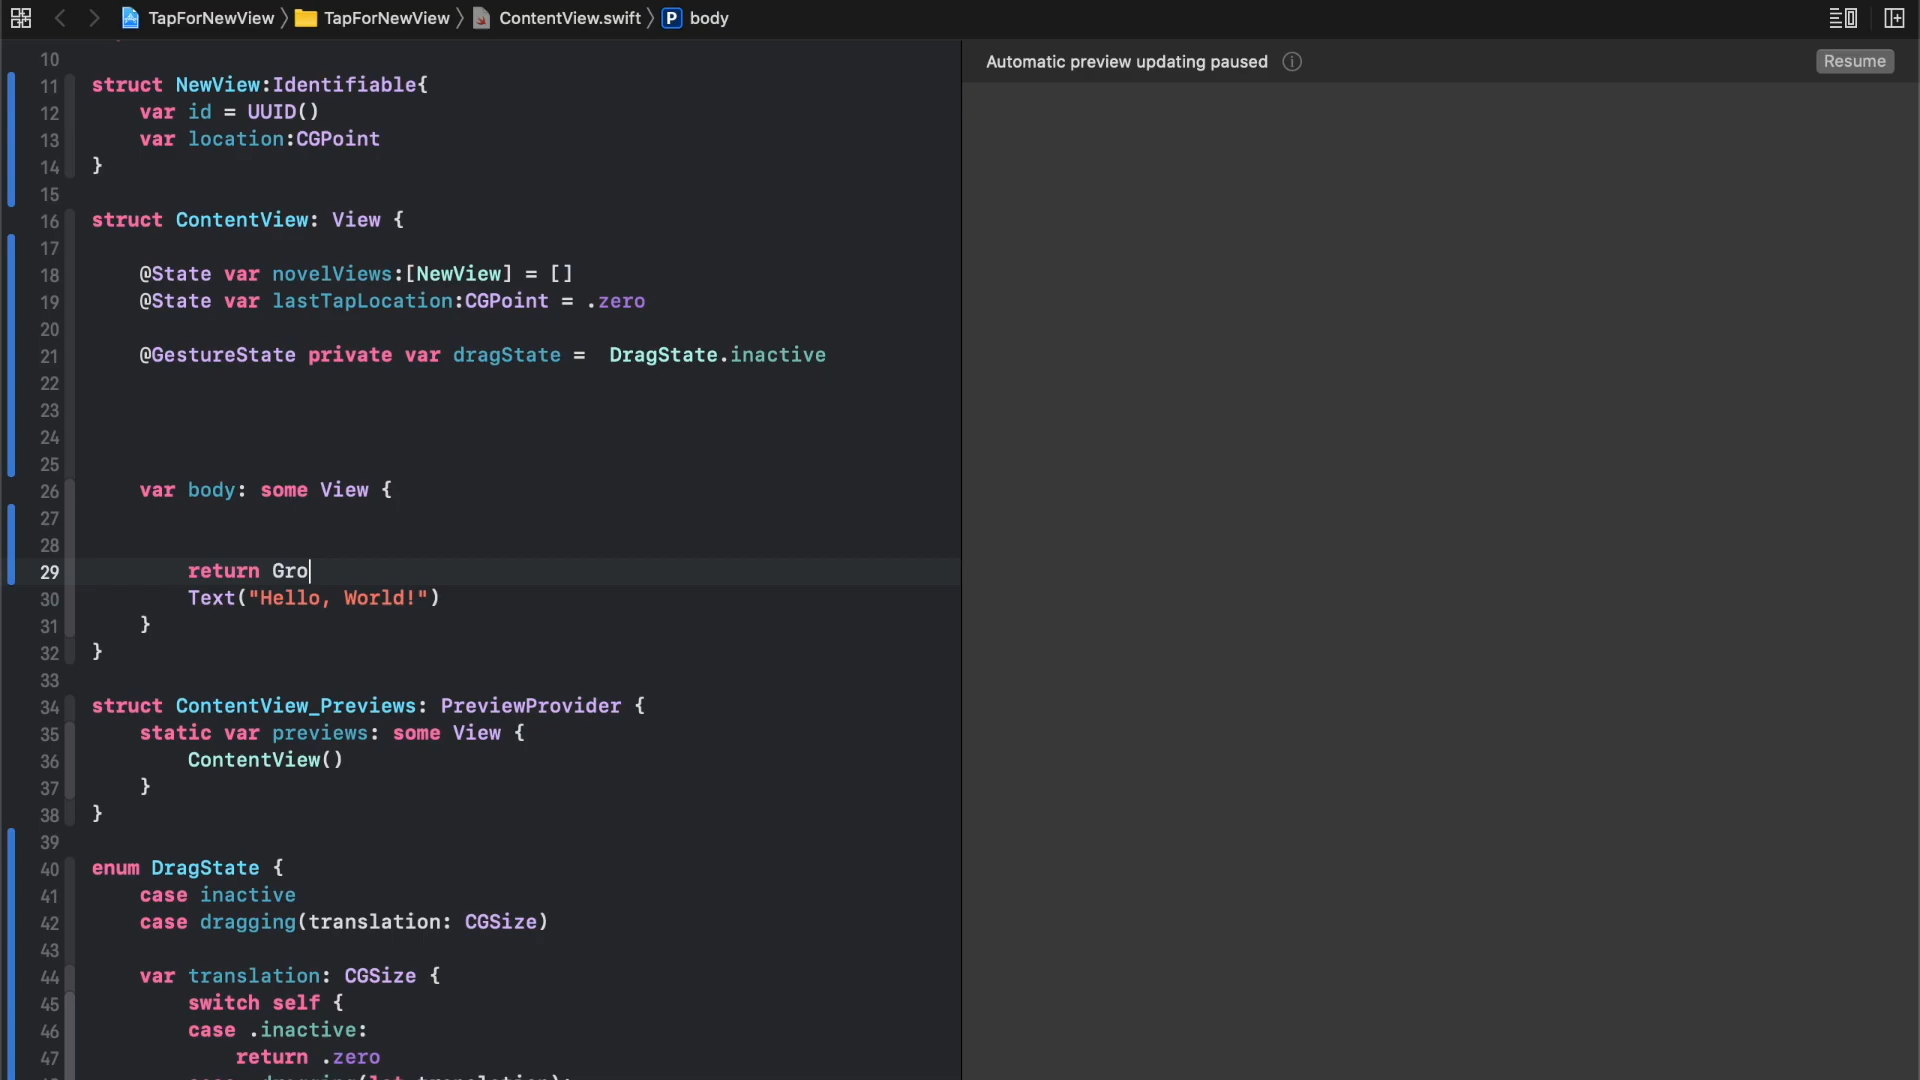 TapForNewView TapForNewView ContentView.swift P body
Automatic preview updating paused
Resume
10
11 struct NewView:Identifiable{
12 var id = UUID()
13 var location:CGPoint
14 }
15
16 struct ContentView: View {
17
18 @State var novelViews:[NewView] = []
19 @State var lastTapLocation:CGPoint = .zero
20
21 @GestureState private var dragState = DragState.inactive
22
23
24
25
26 var body: some View {
27
28
29 return Gro
30 Text("Hello, World!")
31 }
32 }
33
34 struct ContentView_Previews: PreviewProvider {
35 static var previews: some View {
36 ContentView()
37 }
38 }
39
40 enum DragState {
41 case inactive
42 case dragging(translation: CGSize)
43
44 var translation: CGSize {
45 switch self {
46 case .inactive:
47 return .zero